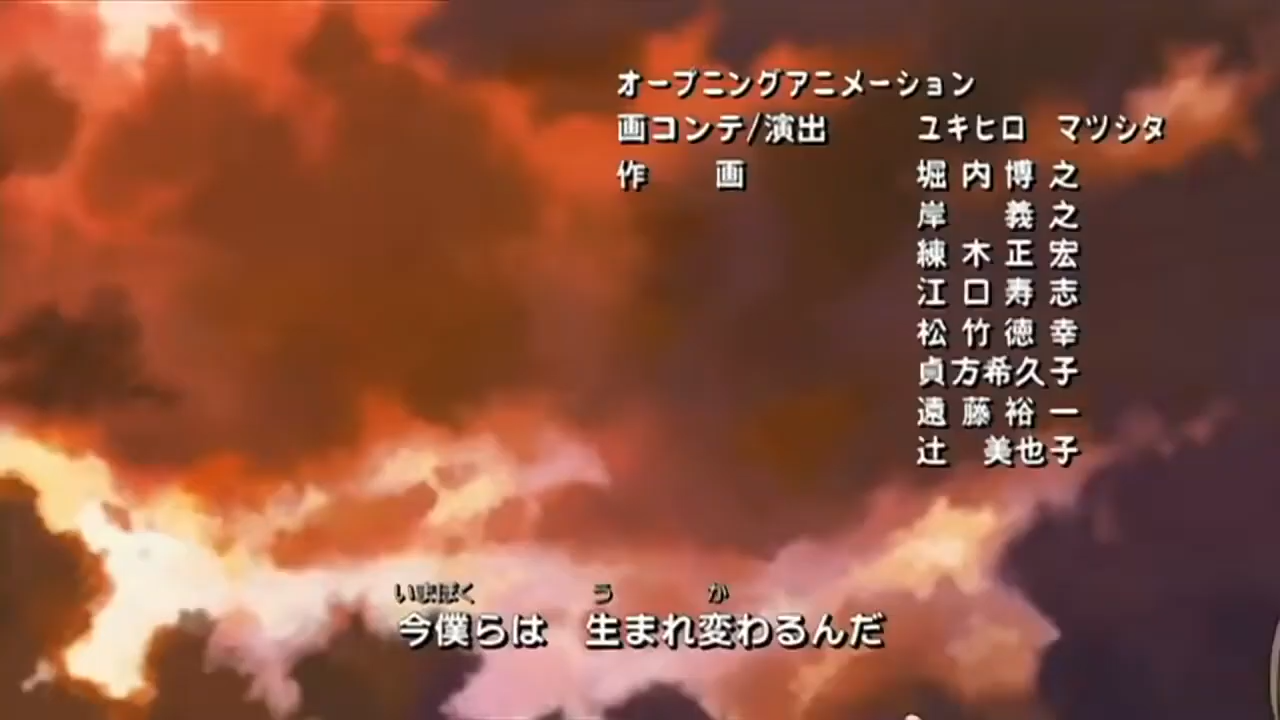 オープニングアニメーション
画コンテ/演出 ユキヒロ マツシタ
作画 堀内博之
岸義之
練木正宏
江口寿志
松竹徳幸
貞方希久子
遠藤裕一
辻美也子
いまぼく う か
今僕らは 生まれ変わるんだ